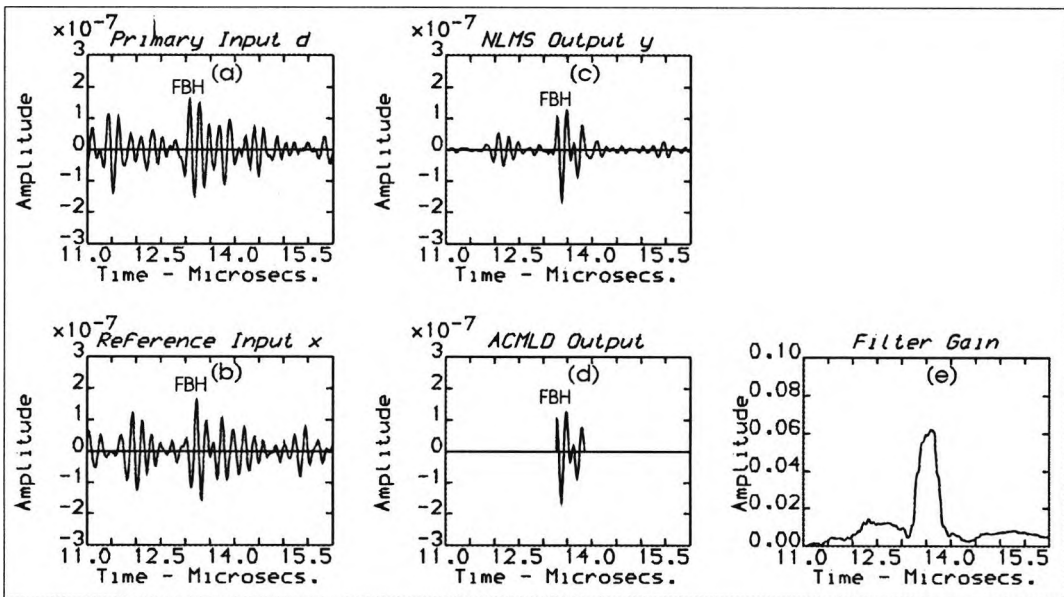 ×10-7
Primary Input d
(a)
FBH
3
2
1
0
-1
-2
-3
Amplitude
11.0 12.5 14.0 15.5
Time - Microsecs.
×10-7
NLMS Output y
(c)
FBH
3
2
1
0
-1
-2
-3
Amplitude
11.0 12.5 14.0 15.5
Time - Microsecs.
×10-7
Reference Input x
(b)
FBH
3
2
1
0
-1
-2
-3
Amplitude
11.0 12.5 14.0 15.5
Time - Microsecs.
×10-7
ACMLD Output
(d)
FBH
3
2
1
0
-1
-2
-3
Amplitude
11.0 12.5 14.0 15.5
Time - Microsecs.
Filter Gain
(e)
0.10
0.08
0.06
0.04
0.02
0.00
Amplitude
11.0 12.5 14.0 15.5
Time - Microsecs.